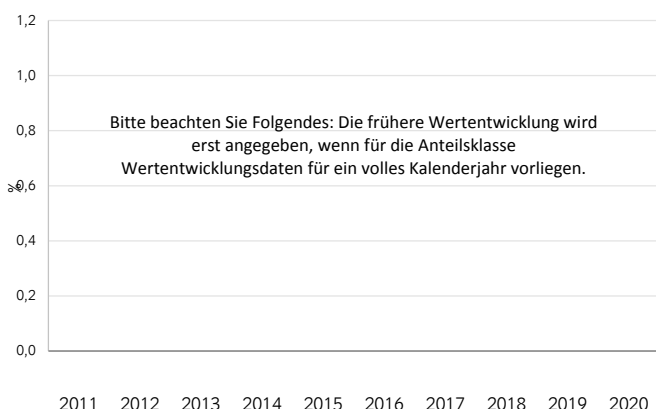 1,2
1,0
Bitte beachten Sie Folgendes: Die frühere Wertentwicklung wird
0,8
erst angegeben, wenn für die Anteilsklasse
Wertentwicklungsdaten für ein volles Kalenderjahr vorliegen.
%
0,6
0,4
0,2
0,0
2011 2012 2013 2014 2015 2016 2017 2018 2019 2020